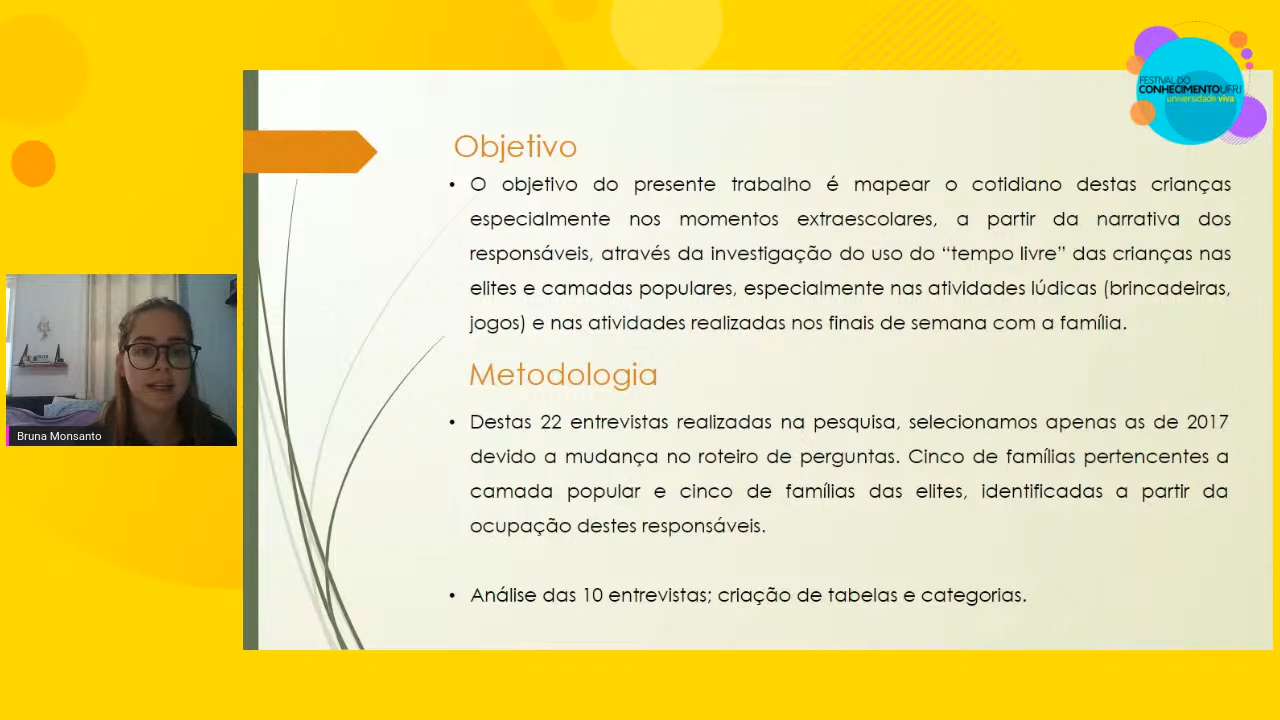 FESTIVAL DO
CONHECIMENTO UFRJ
universidade viva
Objetivo
• O objetivo do presente trabalho é mapear o cotidiano destas crianças
especialmente nos momentos extraescolares, a partir da narrativa dos
responsáveis, através da investigação do uso do “tempo livre” das crianças nas
elites e camadas populares, especialmente nas atividades lúdicas (brincadeiras,
jogos) e nas atividades realizadas nos finais de semana com a família.
Metodologia
• Destas 22 entrevistas realizadas na pesquisa, selecionamos apenas as de 2017
devido a mudança no roteiro de perguntas. Cinco de famílias pertencentes a
camada popular e cinco de famílias das elites, identificadas a partir da
ocupação destes responsáveis.
• Análise das 10 entrevistas; criação de tabelas e categorias.
Bruna Monsanto